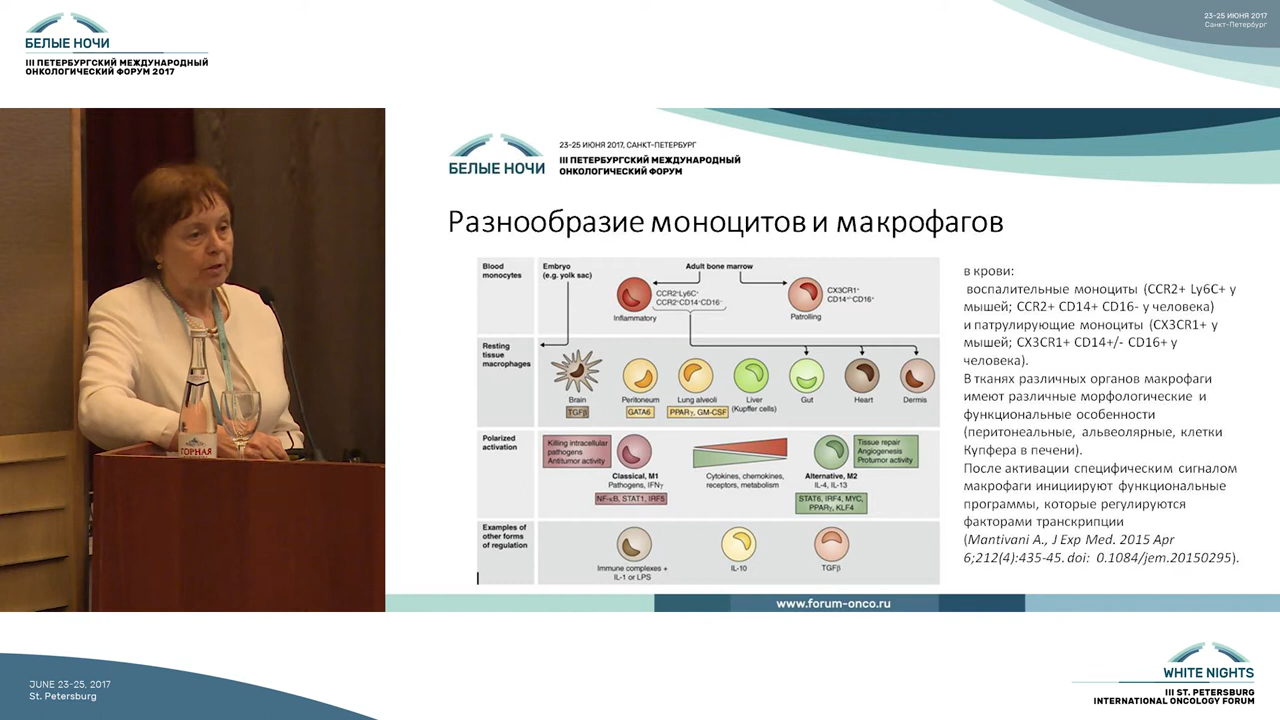 БЕЛЫЕ НОЧИ
III ПЕТЕРБУРГСКИЙ МЕЖДУНАРОДНЫЙ
ОНКОЛОГИЧЕСКИЙ ФОРУМ 2017
23-25 ИЮНЯ 2017
Санкт-Петербург
БЕЛЫЕ НОЧИ
23-25 ИЮНЯ 2017, САНКТ-ПЕТЕРБУРГ
III ПЕТЕРБУРГСКИЙ МЕЖДУНАРОДНЫЙ
ОНКОЛОГИЧЕСКИЙ ФОРУМ
Разнообразие моноцитов и макрофагов
Blood
monocytes
Embryo
(e.g. yolk sac)
Adult bone marrow
CCR2⁺Ly6C⁺
CCR2⁺CD14⁺CD16⁻
Inflammatory
CX3CR1⁺
CD14⁺/⁻CD16⁺
Patrolling
Resting
tissue
macrophages
Brain
TGFβ
Peritoneum
GATA6
Lung alveoli
PPARγ, GM-CSF
Liver
(Kupffer cells)
Gut
Heart
Dermis
Polarized
activation
Killing intracellular
pathogens
Antitumor activity
Classical, M1
Pathogens, IFNγ
NF-κB, STAT1, IRF5
Cytokines, chemokines,
receptors, metabolism
Tissue repair
Angiogenesis
Protumor activity
Alternative, M2
IL-4, IL-13
STAT6, IRF4, MYC,
PPARγ, KLF4
Examples of
other forms
of regulation
Immune complexes +
IL-1 or LPS
IL-10
TGFβ
в крови:
воспалительные моноциты (CCR2+ Ly6C+ у
мышей; CCR2+ CD14+ CD16- у человека)
и патрулирующие моноциты (CX3CR1+ у
мышей; CX3CR1+ CD14+/- CD16+ у
человека).
В тканях различных органов макрофаги
имеют различные морфологические и
функциональные особенности
(перитонеальные, альвеолярные, клетки
Купфера в печени).
После активации специфическим сигналом
макрофаги инициируют функциональные
программы, которые регулируются
факторами транскрипции
(Mantivani A., J Exp Med. 2015 Apr
6;212(4):435-45. doi: 0.1084/jem.20150295).
ГОРНАЯ
www.forum-onco.ru
JUNE 23-25, 2017
St. Petersburg
WHITE NIGHTS
III ST. PETERSBURG
INTERNATIONAL ONCOLOGY FORUM